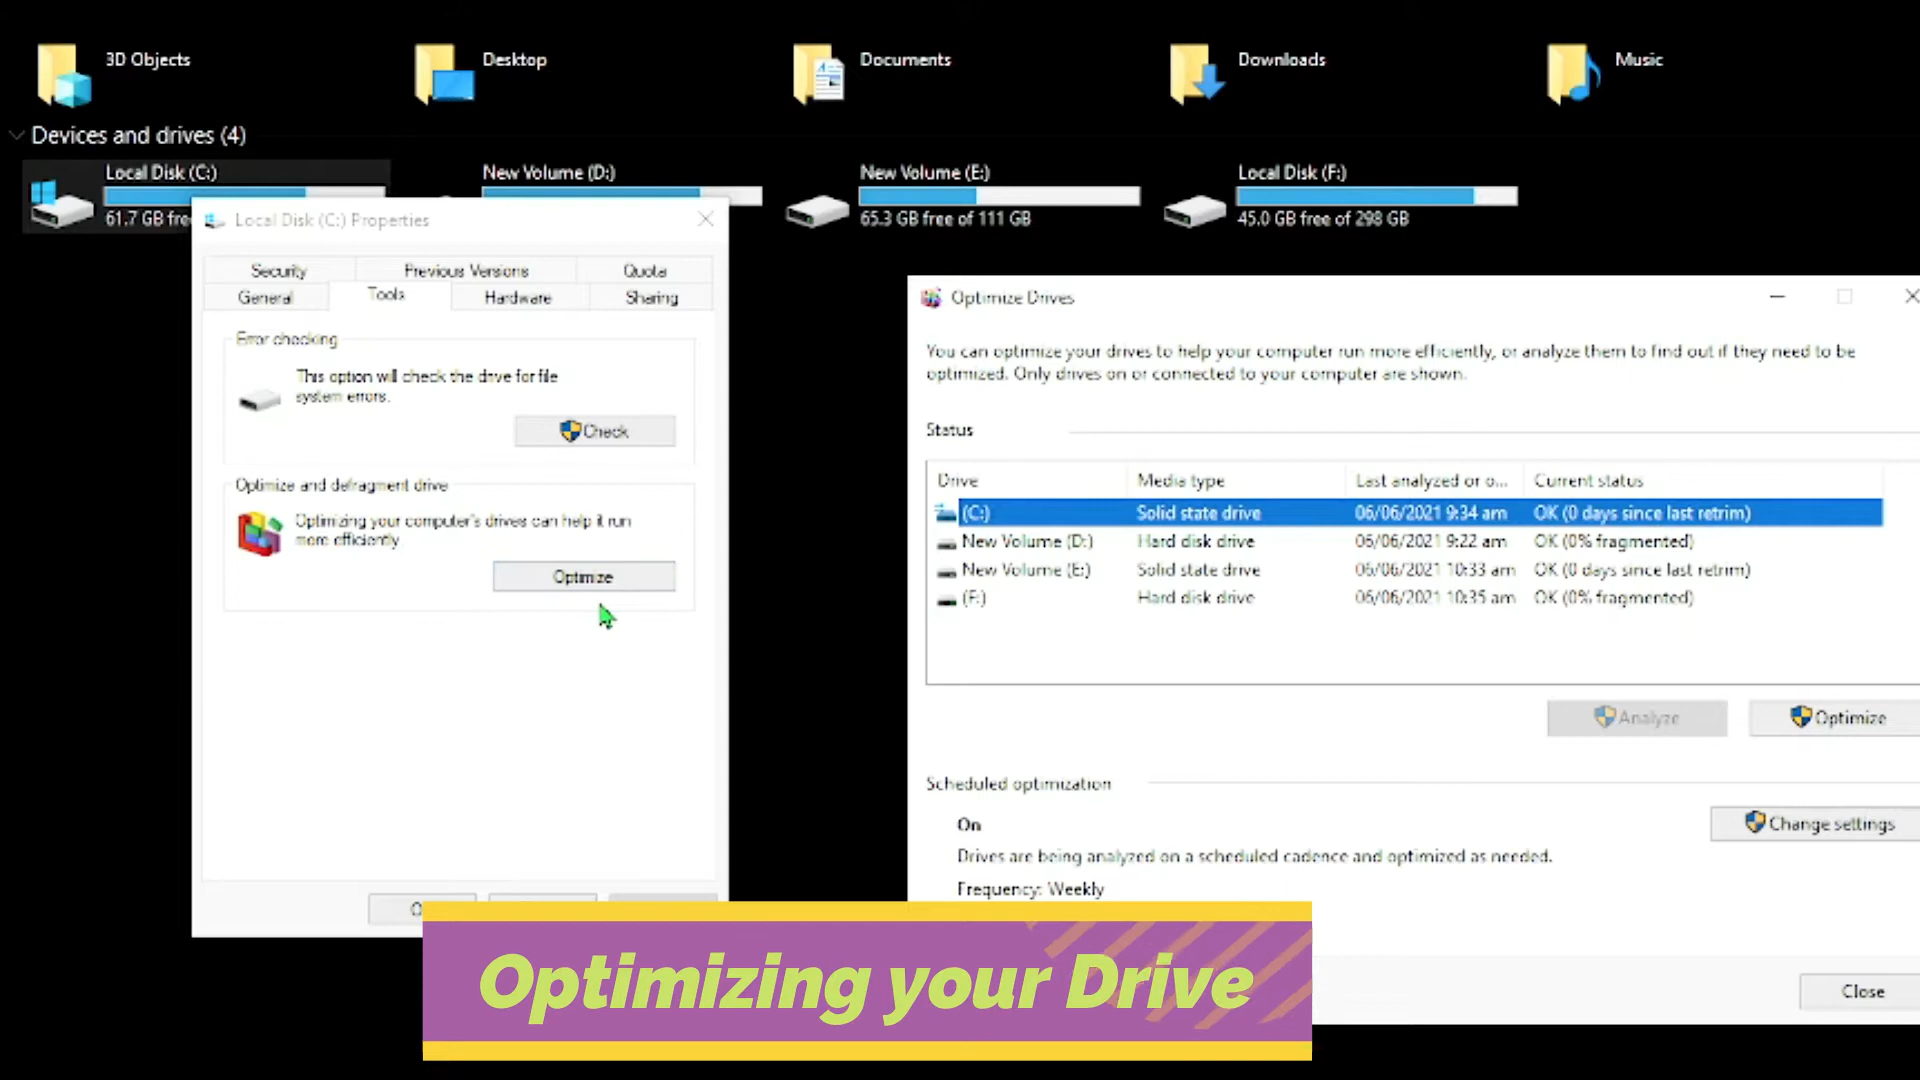 3D Objects
Desktop
Documents
Downloads
Music
Devices and drives (4)
Local Disk (C:)
New Volume (D:)
New Volume (E:)
Local Disk (F:)
61.7 GB free
65.3 GB free of 111 GB
45.0 GB free of 298 GB
Local Disk (C:) Properties
Security
Previous Versions
Quota
General
Tools
Hardware
Sharing
Error checking
This option will check the drive for file
system errors.
Check
Optimize and defragment drive
Optimizing your computer's drives can help it run
more efficiently
Optimize
Optimize Drives
You can optimize your drives to help your computer run more efficiently, or analyze them to find out if they need to be
optimized. Only drives on or connected to your computer are shown.
Status
Drive Media type Last analyzed or o... Current status
(C:) Solid state drive 06/06/2021 9:34 am OK (0 days since last retrim)
New Volume (D:) Hard disk drive 06/06/2021 9:22 am OK (0% fragmented)
New Volume (E:) Solid state drive 06/06/2021 10:33 am OK (0 days since last retrim)
(F:) Hard disk drive 06/06/2021 10:35 am OK (0% fragmented)
Analyze
Optimize
Scheduled optimization
On
Change settings
Drives are being analyzed on a scheduled cadence and optimized as needed.
Frequency: Weekly
Close
Optimizing your Drive